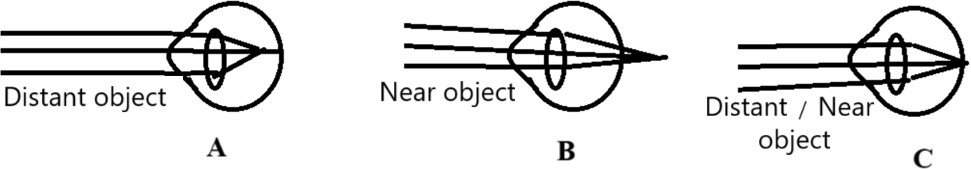 Distant object
A
Near object
B
Distant / Near
object
C